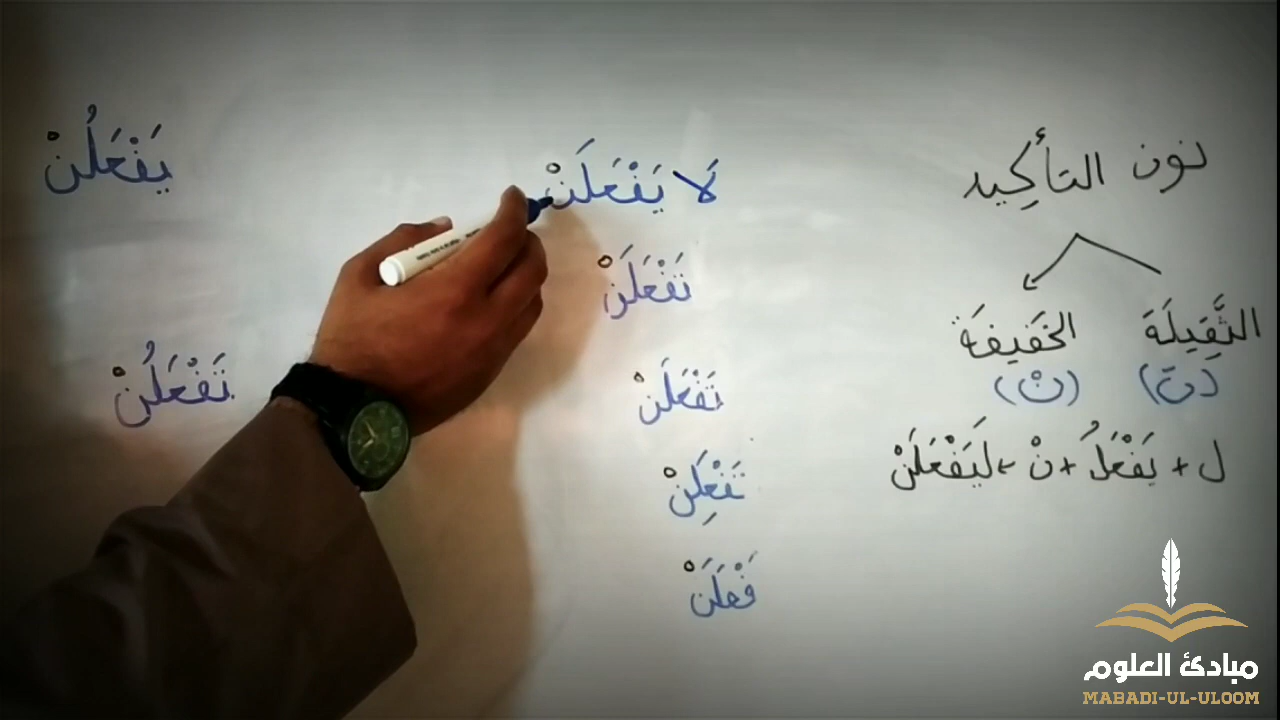 نون التأكيد
الثَّقِيلَة الخَفِيفَة
(نّ) (نْ)
ل + يَفْعَلُ + نْ ← لَيَفْعَلَنْ
لَا يَفْعَلَنْ يَفْعَلُنْ
تَفْعَلَنْ
تَفْعَلَنْ تَفْعَلُنْ
تَفْعِلَنْ
فَعْلَنْ
مبادئ العلوم
MABADI-UL-ULOOM